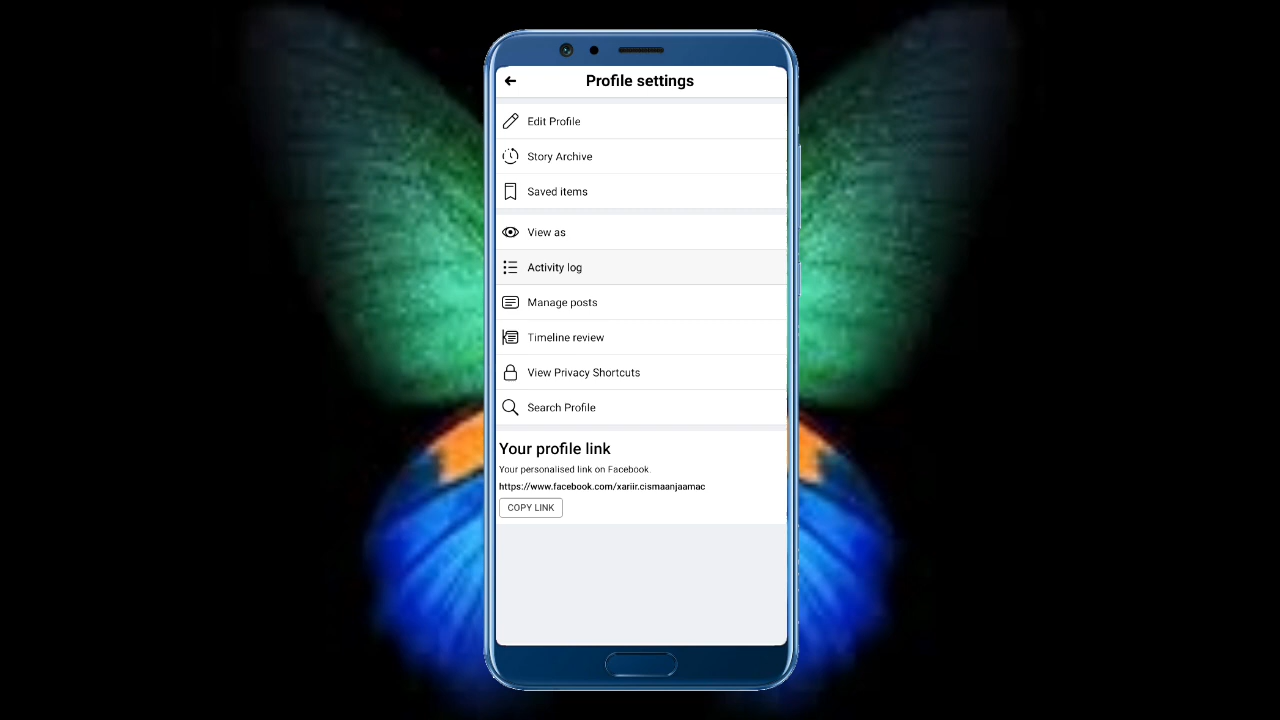 Profile settings
Edit Profile
Story Archive
Saved items
View as
Activity log
Manage posts
Timeline review
View Privacy Shortcuts
Search Profile
Your profile link
Your personalised link on Facebook.
https://www.facebook.com/xariir.cismaanjaamac
COPY LINK